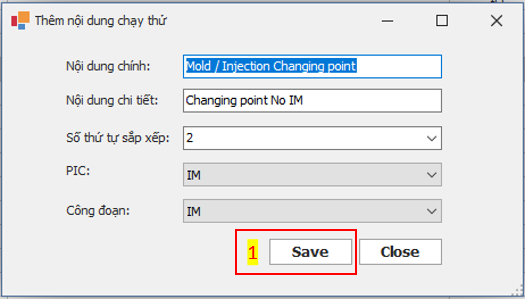 Thêm nội dung chạy thử
Nội dung chính: Mold / Injection Changing point
Nội dung chi tiết: Changing point No IM
Số thứ tự sắp xếp: 2
PIC: IM
Công đoạn: IM
1 Save Close